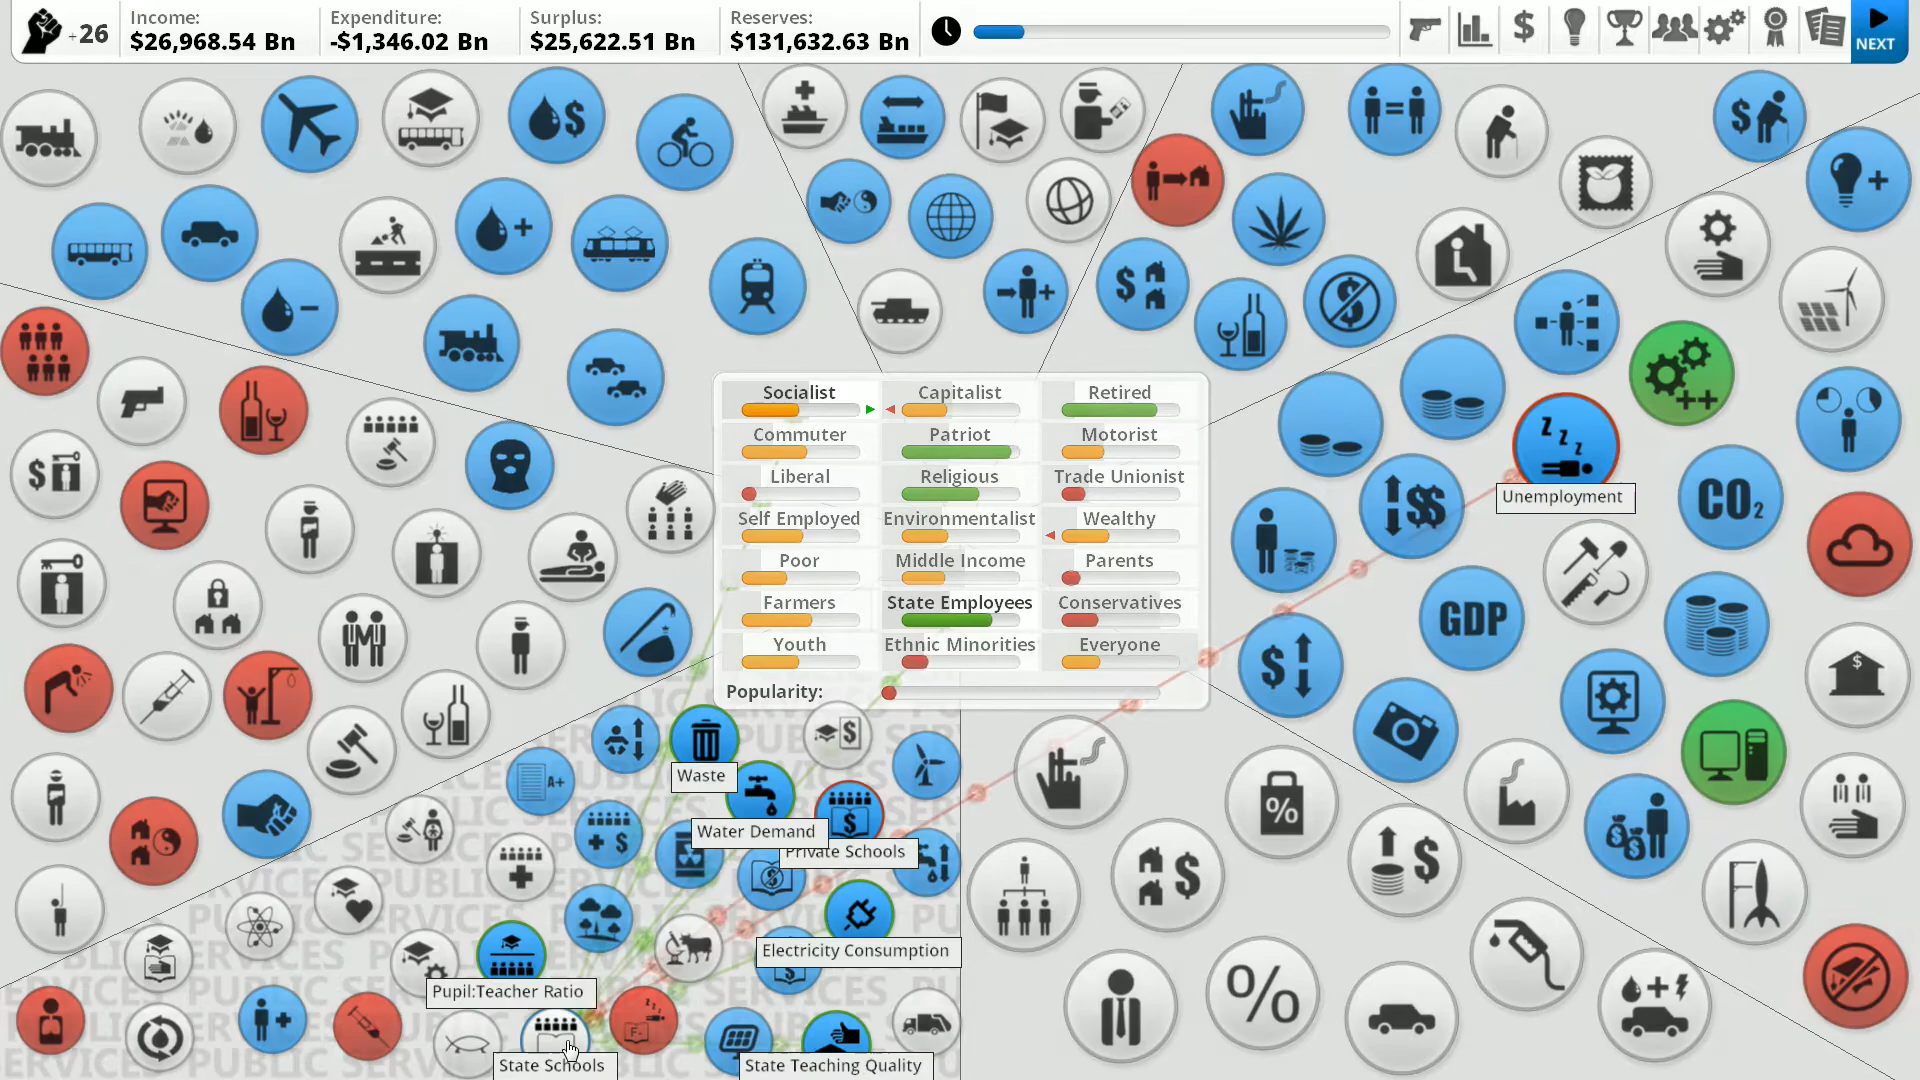 +26
Income:
$26,968.54 Bn
Expenditure:
-$1,346.02 Bn
Surplus:
$25,622.51 Bn
Reserves:
$131,632.63 Bn
NEXT
Socialist
Capitalist
Retired
Commuter
Patriot
Motorist
Liberal
Religious
Trade Unionist
Self Employed
Environmentalist
Wealthy
Poor
Middle Income
Parents
Farmers
State Employees
Conservatives
Youth
Ethnic Minorities
Everyone
Popularity:
Unemployment
CO2
GDP
Waste
Water Demand
Private Schools
Electricity Consumption
Pupil:Teacher Ratio
State Schools
State Teaching Quality
A+
F-
PUBLIC SERVICES